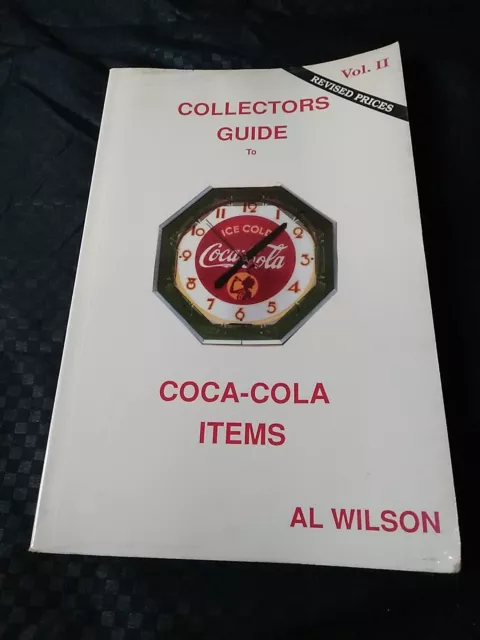 Vol. II
REVISED PRICES
COLLECTORS
GUIDE
To
12
1
2
3
4
5
6
7
8
9
10
ICE COLD
Coca-Cola
COCA-COLA
ITEMS
AL WILSON